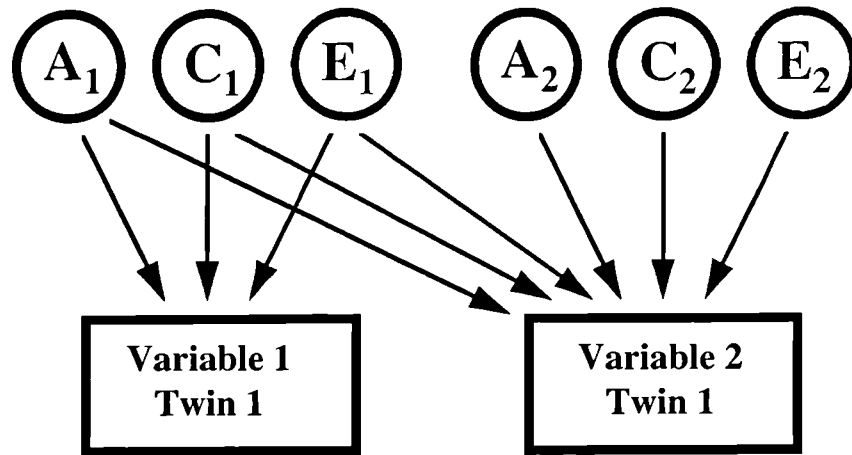 A₁ C₁ E₁ A₂ C₂ E₂
Variable 1
Twin 1
Variable 2
Twin 1